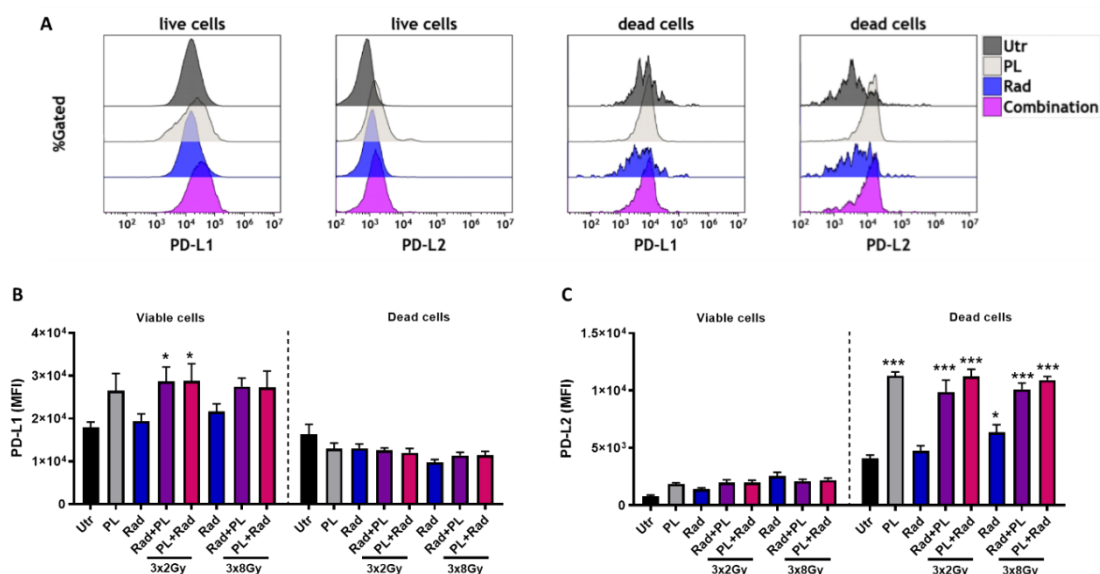 A
live cells
live cells
dead cells
dead cells
Utr
PL
Rad
Combination
%Gated
10² 10³ 10⁴ 10⁵ 10⁶ 10⁷
10² 10³ 10⁴ 10⁵ 10⁶ 10⁷
10² 10³ 10⁴ 10⁵ 10⁶ 10⁷
10² 10³ 10⁴ 10⁵ 10⁶ 10⁷
PD-L1
PD-L2
PD-L1
PD-L2
B
Viable cells
Dead cells
PD-L1 (MFI)
4×10⁴
3×10⁴
2×10⁴
1×10⁴
0
* *
Utr PL Rad Rad+PL PL+Rad Rad Rad+PL PL+Rad
3x2Gy 3x8Gy
Utr PL Rad Rad+PL PL+Rad Rad Rad+PL PL+Rad
3x2Gy 3x8Gy
C
Viable cells
Dead cells
PD-L2 (MFI)
1.5×10⁴
1×10⁴
5×10³
0
*** *** *** * *** ***
Utr PL Rad Rad+PL PL+Rad Rad Rad+PL PL+Rad
3x2Gy 3x8Gy
Utr PL Rad Rad+PL PL+Rad Rad Rad+PL PL+Rad
3x2Gy 3x8Gy